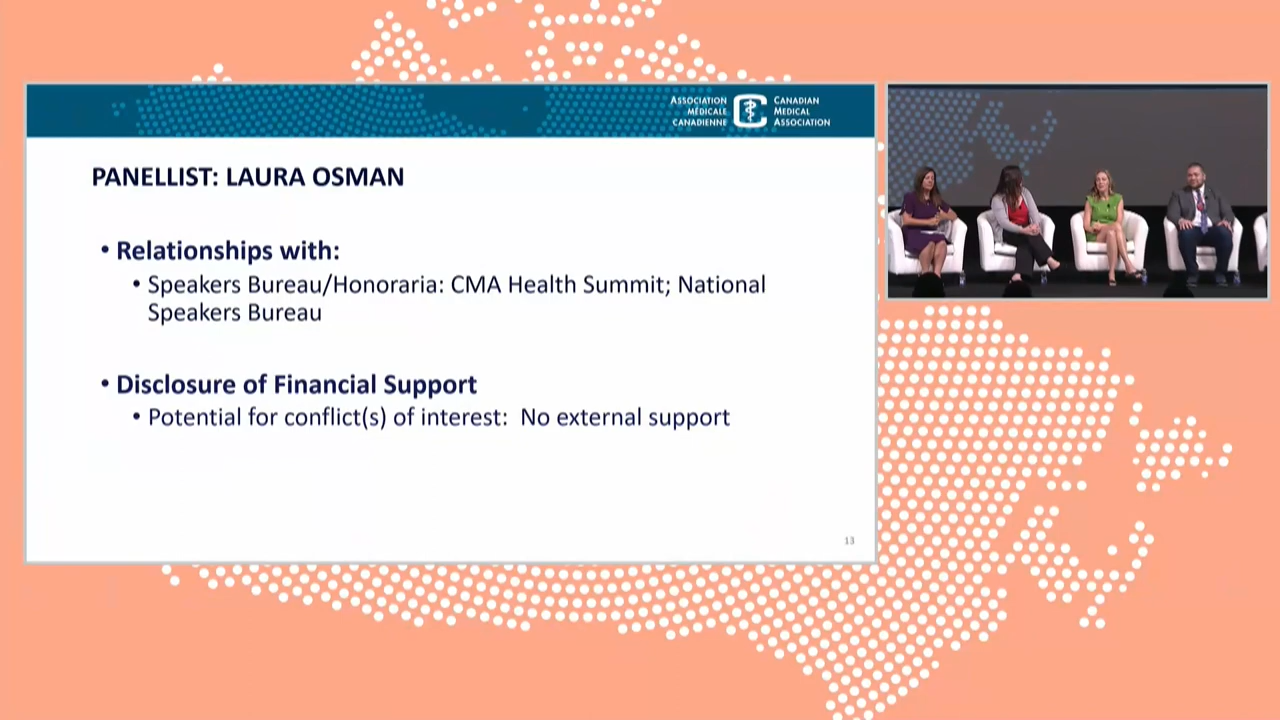 ASSOCIATION
MÉDICALE
CANADIENNE
CANADIAN
MEDICAL
ASSOCIATION
PANELLIST: LAURA OSMAN
• Relationships with:
• Speakers Bureau/Honoraria: CMA Health Summit; National
Speakers Bureau
• Disclosure of Financial Support
• Potential for conflict(s) of interest:  No external support
13